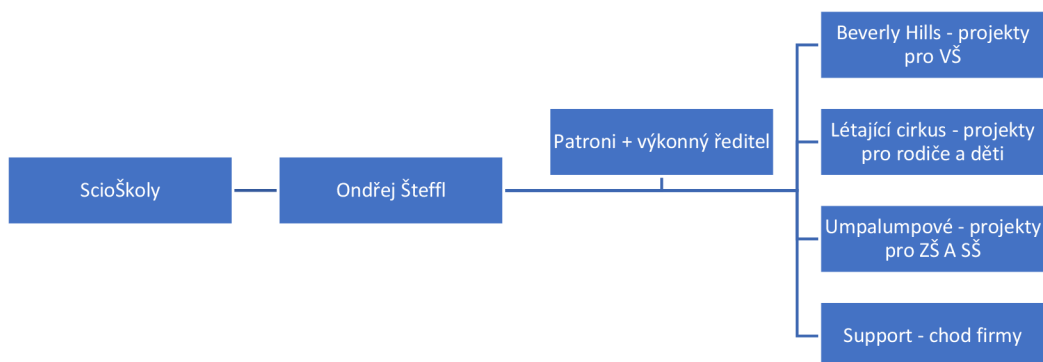 ScioŠkoly
Ondřej Šteffl
Patroni + výkonný ředitel
Beverly Hills - projekty
pro VŠ
Létající cirkus - projekty
pro rodiče a děti
Umpalumpové - projekty
pro ZŠ A SŠ
Support - chod firmy